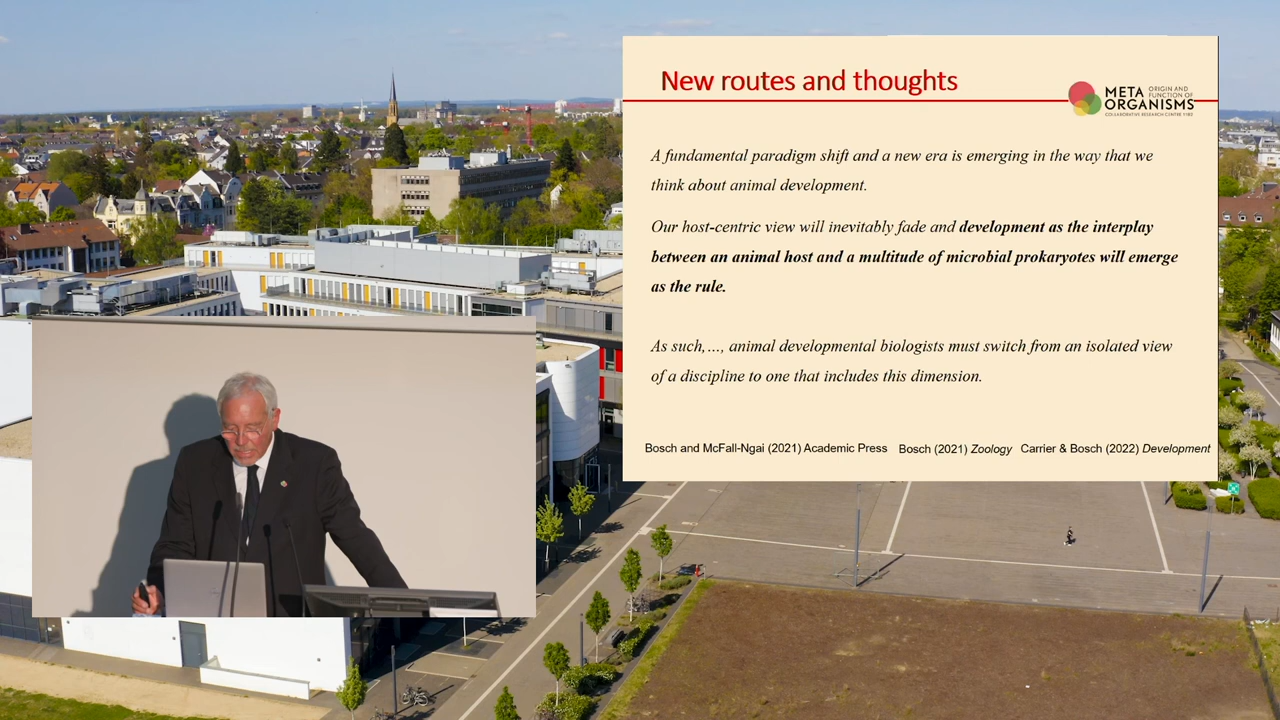 New routes and thoughts
META ORIGIN AND FUNCTION OF
ORGANISMS
COLLABORATIVE RESEARCH CENTER 1182
A fundamental paradigm shift and a new era is emerging in the way that we
think about animal development.
Our host-centric view will inevitably fade and development as the interplay
between an animal host and a multitude of microbial prokaryotes will emerge
as the rule.
As such,…, animal developmental biologists must switch from an isolated view
of a discipline to one that includes this dimension.
Bosch and McFall-Ngai (2021) Academic Press Bosch (2021) Zoology Carrier & Bosch (2022) Development